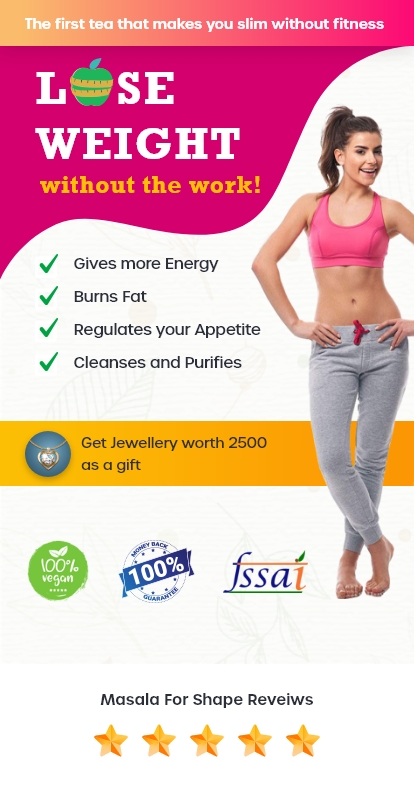 The first tea that makes you slim without fitness
LOSE
WEIGHT
without the work!
Gives more Energy
Burns Fat
Regulates your Appetite
Cleanses and Purifies
Get Jewellery worth 2500
as a gift
100%
vegan
MONEY BACK
100%
GUARANTEE
fssai
Masala For Shape Reveiws